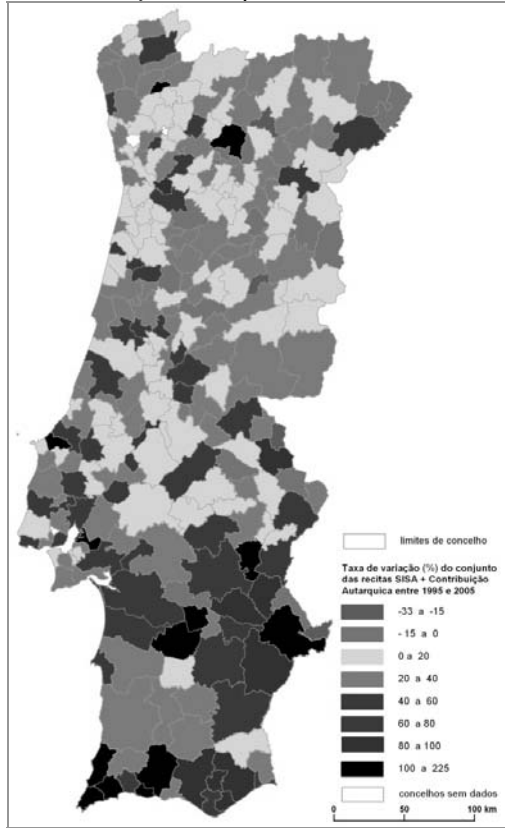 limites de concelho
Taxa de variação (%) do conjunto
das recitas SISA + Contribuição
Autarquica entre 1995 e 2005
-33 a -15
-15 a 0
0 a 20
20 a 40
40 a 60
60 a 80
80 a 100
100 a 225
concelhos sem dados
0 50 100 km